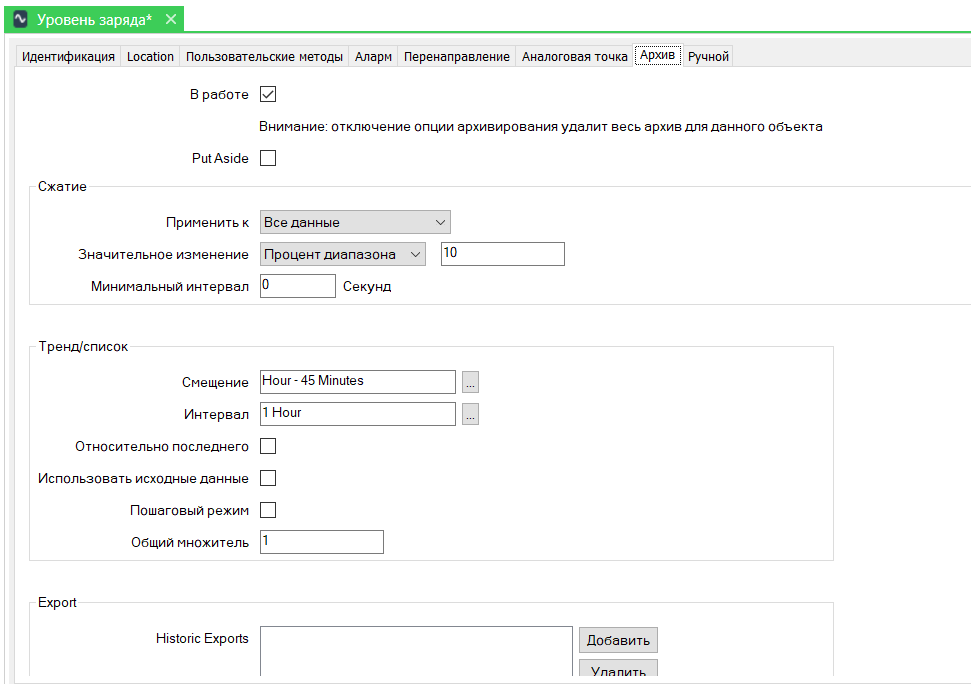 Уровень заряда*
Идентификация Location Пользовательские методы Аларм Перенаправление Аналоговая точка Архив Ручной
В работе
Внимание: отключение опции архивирования удалит весь архив для данного объекта
Put Aside
Сжатие
Применить к Все данные
Значительное изменение Процент диапазона 10
Минимальный интервал 0 Секунд
Тренд/список
Смещение Hour - 45 Minutes ...
Интервал 1 Hour ...
Относительно последнего
Использовать исходные данные
Пошаговый режим
Общий множитель 1
Export
Historic Exports Добавить
Удалить